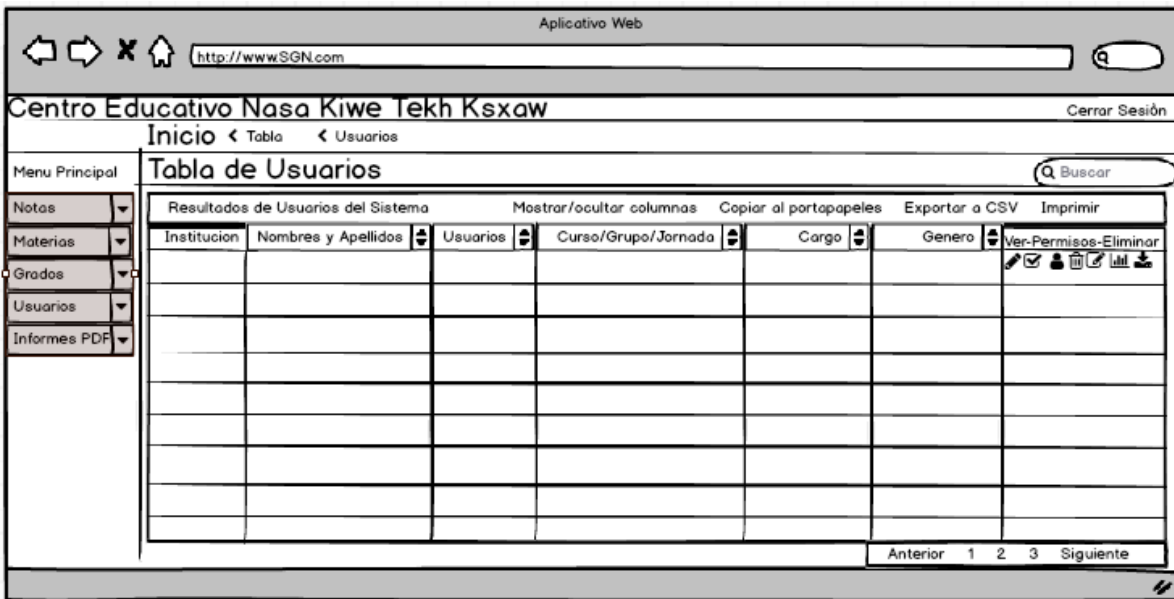 Aplicativo Web
http://www.SGN.com
Centro Educativo Nasa Kiwe Tekh Ksxaw
Cerrar Sesión
Inicio < Tabla < Usuarios
Menu Principal
Tabla de Usuarios
Buscar
Notas
Materias
Grados
Usuarios
Informes PDF
Resultados de Usuarios del Sistema Mostrar/ocultar columnas Copiar al portapapeles Exportar a CSV Imprimir
Institucion Nombres y Apellidos Usuarios Curso/Grupo/Jornada Cargo Genero Ver-Permisos-Eliminar
Anterior 1 2 3 Siguiente